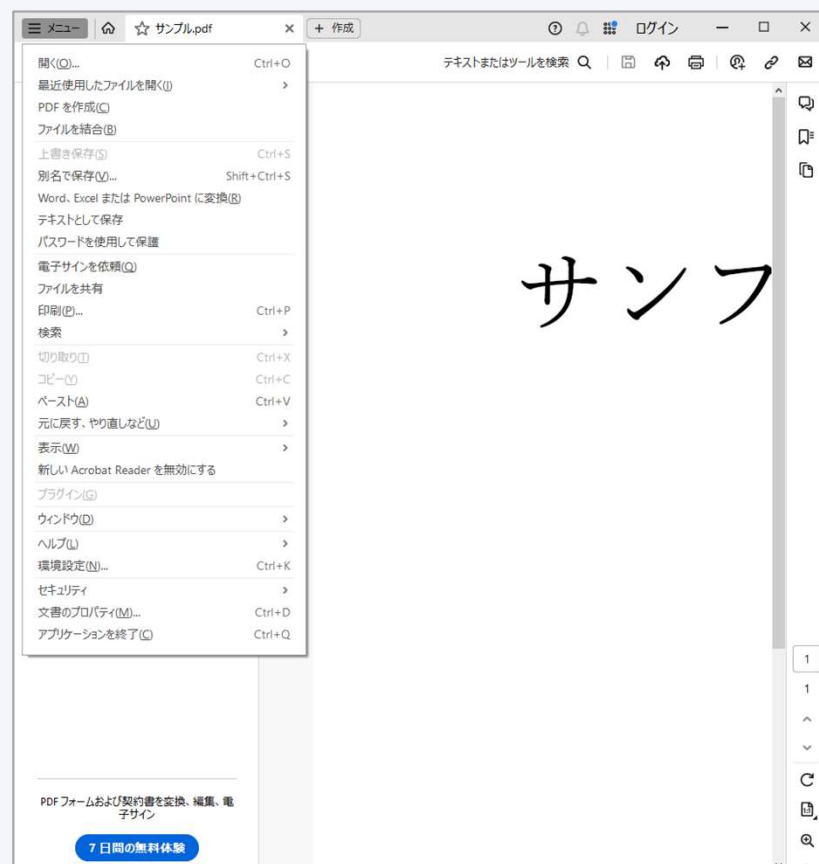 メニュー サンプル.pdf + 作成 ログイン
テキストまたはツールを検索
開く(O)... Ctrl+O
最近使用したファイルを開く(I)
PDF を作成(C)
ファイルを結合(B)
上書き保存(S) Ctrl+S
別名で保存(V)... Shift+Ctrl+S
Word、Excel または PowerPoint に変換(R)
テキストとして保存
パスワードを使用して保護
電子サインを依頼(Q)
ファイルを共有
印刷(P)... Ctrl+P
検索
切り取り(T) Ctrl+X
コピー(Y) Ctrl+C
ペースト(A) Ctrl+V
元に戻す、やり直しなど(U)
表示(W)
新しい Acrobat Reader を無効にする
プラグイン(G)
ウィンドウ(D)
ヘルプ(L)
環境設定(N)... Ctrl+K
セキュリティ
文書のプロパティ(M)... Ctrl+D
アプリケーションを終了(C) Ctrl+Q
サンフ
1
1
PDF フォームおよび契約書を変換、編集、電
子サイン
7 日間の無料体験